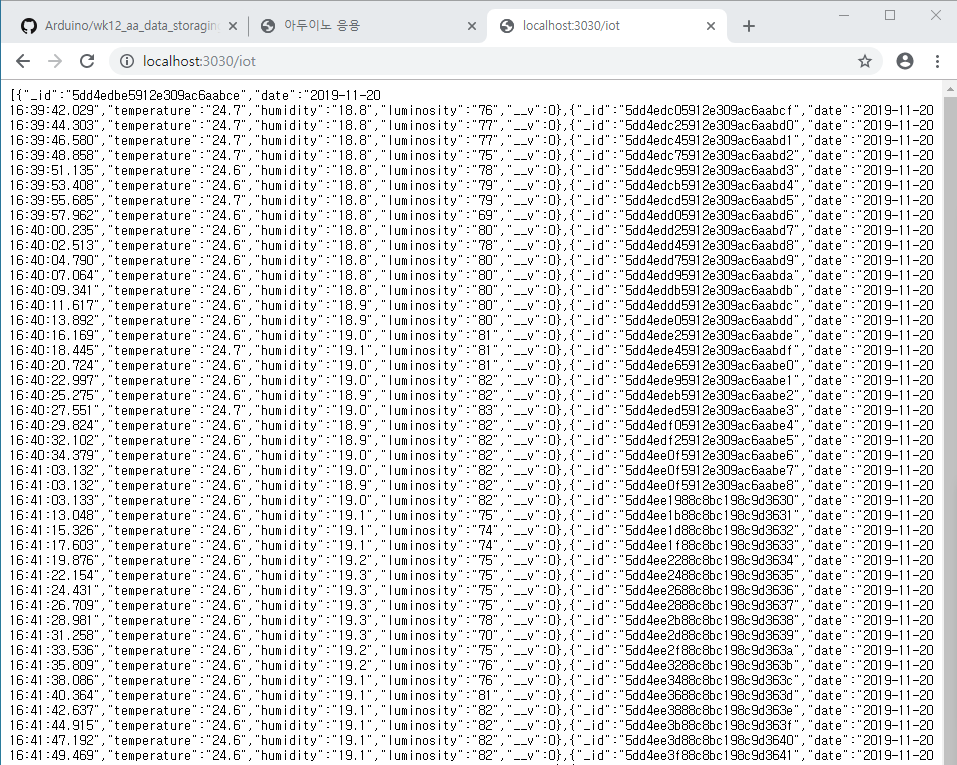 Arduino/wk12_aa_data_storaging
아두이노 응용
localhost:3030/iot
localhost:3030/iot
[{"_id":"5dd4edbe5912e309ac6aabce","date":"2019-11-20
16:39:42.029","temperature":"24.7","humidity":"18.8","luminosity":"76","__v":0},{"_id":"5dd4edc05912e309ac6aabcf","date":"2019-11-20
16:39:44.303","temperature":"24.7","humidity":"18.8","luminosity":"77","__v":0},{"_id":"5dd4edc25912e309ac6aabd0","date":"2019-11-20
16:39:46.580","temperature":"24.7","humidity":"18.8","luminosity":"77","__v":0},{"_id":"5dd4edc45912e309ac6aabd1","date":"2019-11-20
16:39:48.858","temperature":"24.7","humidity":"18.8","luminosity":"75","__v":0},{"_id":"5dd4edc75912e309ac6aabd2","date":"2019-11-20
16:39:51.135","temperature":"24.6","humidity":"18.8","luminosity":"78","__v":0},{"_id":"5dd4edc95912e309ac6aabd3","date":"2019-11-20
16:39:53.408","temperature":"24.6","humidity":"18.8","luminosity":"79","__v":0},{"_id":"5dd4edcb5912e309ac6aabd4","date":"2019-11-20
16:39:55.685","temperature":"24.7","humidity":"18.8","luminosity":"79","__v":0},{"_id":"5dd4edcd5912e309ac6aabd5","date":"2019-11-20
16:39:57.962","temperature":"24.6","humidity":"18.8","luminosity":"69","__v":0},{"_id":"5dd4edd05912e309ac6aabd6","date":"2019-11-20
16:40:00.235","temperature":"24.6","humidity":"18.8","luminosity":"80","__v":0},{"_id":"5dd4edd25912e309ac6aabd7","date":"2019-11-20
16:40:02.513","temperature":"24.6","humidity":"18.8","luminosity":"78","__v":0},{"_id":"5dd4edd45912e309ac6aabd8","date":"2019-11-20
16:40:04.790","temperature":"24.6","humidity":"18.8","luminosity":"80","__v":0},{"_id":"5dd4edd75912e309ac6aabd9","date":"2019-11-20
16:40:07.064","temperature":"24.6","humidity":"18.8","luminosity":"80","__v":0},{"_id":"5dd4edd95912e309ac6aabda","date":"2019-11-20
16:40:09.341","temperature":"24.6","humidity":"18.8","luminosity":"80","__v":0},{"_id":"5dd4eddb5912e309ac6aabdb","date":"2019-11-20
16:40:11.617","temperature":"24.6","humidity":"18.9","luminosity":"80","__v":0},{"_id":"5dd4eddd5912e309ac6aabdc","date":"2019-11-20
16:40:13.892","temperature":"24.6","humidity":"18.9","luminosity":"80","__v":0},{"_id":"5dd4ede05912e309ac6aabdd","date":"2019-11-20
16:40:16.169","temperature":"24.6","humidity":"19.0","luminosity":"81","__v":0},{"_id":"5dd4ede25912e309ac6aabde","date":"2019-11-20
16:40:18.445","temperature":"24.7","humidity":"19.1","luminosity":"81","__v":0},{"_id":"5dd4ede45912e309ac6aabdf","date":"2019-11-20
16:40:20.724","temperature":"24.6","humidity":"19.0","luminosity":"81","__v":0},{"_id":"5dd4ede65912e309ac6aabe0","date":"2019-11-20
16:40:22.997","temperature":"24.6","humidity":"19.0","luminosity":"82","__v":0},{"_id":"5dd4ede95912e309ac6aabe1","date":"2019-11-20
16:40:25.275","temperature":"24.6","humidity":"18.9","luminosity":"82","__v":0},{"_id":"5dd4edeb5912e309ac6aabe2","date":"2019-11-20
16:40:27.551","temperature":"24.7","humidity":"19.0","luminosity":"83","__v":0},{"_id":"5dd4eded5912e309ac6aabe3","date":"2019-11-20
16:40:29.824","temperature":"24.6","humidity":"18.9","luminosity":"82","__v":0},{"_id":"5dd4edf05912e309ac6aabe4","date":"2019-11-20
16:40:32.102","temperature":"24.6","humidity":"18.9","luminosity":"82","__v":0},{"_id":"5dd4edf25912e309ac6aabe5","date":"2019-11-20
16:40:34.379","temperature":"24.6","humidity":"19.0","luminosity":"82","__v":0},{"_id":"5dd4ee0f5912e309ac6aabe6","date":"2019-11-20
16:41:03.132","temperature":"24.6","humidity":"19.0","luminosity":"82","__v":0},{"_id":"5dd4ee0f5912e309ac6aabe7","date":"2019-11-20
16:41:03.132","temperature":"24.6","humidity":"18.9","luminosity":"82","__v":0},{"_id":"5dd4ee0f5912e309ac6aabe8","date":"2019-11-20
16:41:03.133","temperature":"24.6","humidity":"19.0","luminosity":"82","__v":0},{"_id":"5dd4ee1988c8bc198c9d3630","date":"2019-11-20
16:41:13.048","temperature":"24.6","humidity":"19.1","luminosity":"75","__v":0},{"_id":"5dd4ee1b88c8bc198c9d3631","date":"2019-11-20
16:41:15.326","temperature":"24.6","humidity":"19.1","luminosity":"74","__v":0},{"_id":"5dd4ee1d88c8bc198c9d3632","date":"2019-11-20
16:41:17.603","temperature":"24.6","humidity":"19.1","luminosity":"74","__v":0},{"_id":"5dd4ee1f88c8bc198c9d3633","date":"2019-11-20
16:41:19.876","temperature":"24.6","humidity":"19.2","luminosity":"75","__v":0},{"_id":"5dd4ee2288c8bc198c9d3634","date":"2019-11-20
16:41:22.154","temperature":"24.6","humidity":"19.3","luminosity":"75","__v":0},{"_id":"5dd4ee2488c8bc198c9d3635","date":"2019-11-20
16:41:24.431","temperature":"24.6","humidity":"19.3","luminosity":"75","__v":0},{"_id":"5dd4ee2688c8bc198c9d3636","date":"2019-11-20
16:41:26.709","temperature":"24.6","humidity":"19.3","luminosity":"75","__v":0},{"_id":"5dd4ee2888c8bc198c9d3637","date":"2019-11-20
16:41:28.981","temperature":"24.6","humidity":"19.3","luminosity":"78","__v":0},{"_id":"5dd4ee2b88c8bc198c9d3638","date":"2019-11-20
16:41:31.258","temperature":"24.6","humidity":"19.3","luminosity":"70","__v":0},{"_id":"5dd4ee2d88c8bc198c9d3639","date":"2019-11-20
16:41:33.536","temperature":"24.6","humidity":"19.2","luminosity":"75","__v":0},{"_id":"5dd4ee2f88c8bc198c9d363a","date":"2019-11-20
16:41:35.809","temperature":"24.6","humidity":"19.2","luminosity":"76","__v":0},{"_id":"5dd4ee3288c8bc198c9d363b","date":"2019-11-20
16:41:38.086","temperature":"24.6","humidity":"19.1","luminosity":"76","__v":0},{"_id":"5dd4ee3488c8bc198c9d363c","date":"2019-11-20
16:41:40.364","temperature":"24.6","humidity":"19.1","luminosity":"81","__v":0},{"_id":"5dd4ee3688c8bc198c9d363d","date":"2019-11-20
16:41:42.637","temperature":"24.6","humidity":"19.1","luminosity":"82","__v":0},{"_id":"5dd4ee3888c8bc198c9d363e","date":"2019-11-20
16:41:44.915","temperature":"24.6","humidity":"19.1","luminosity":"82","__v":0},{"_id":"5dd4ee3b88c8bc198c9d363f","date":"2019-11-20
16:41:47.192","temperature":"24.6","humidity":"19.1","luminosity":"82","__v":0},{"_id":"5dd4ee3d88c8bc198c9d3640","date":"2019-11-20
16:41:49.469","temperature":"24.6","humidity":"19.1","luminosity":"82","__v":0},{"_id":"5dd4ee3f88c8bc198c9d3641","date":"2019-11-20